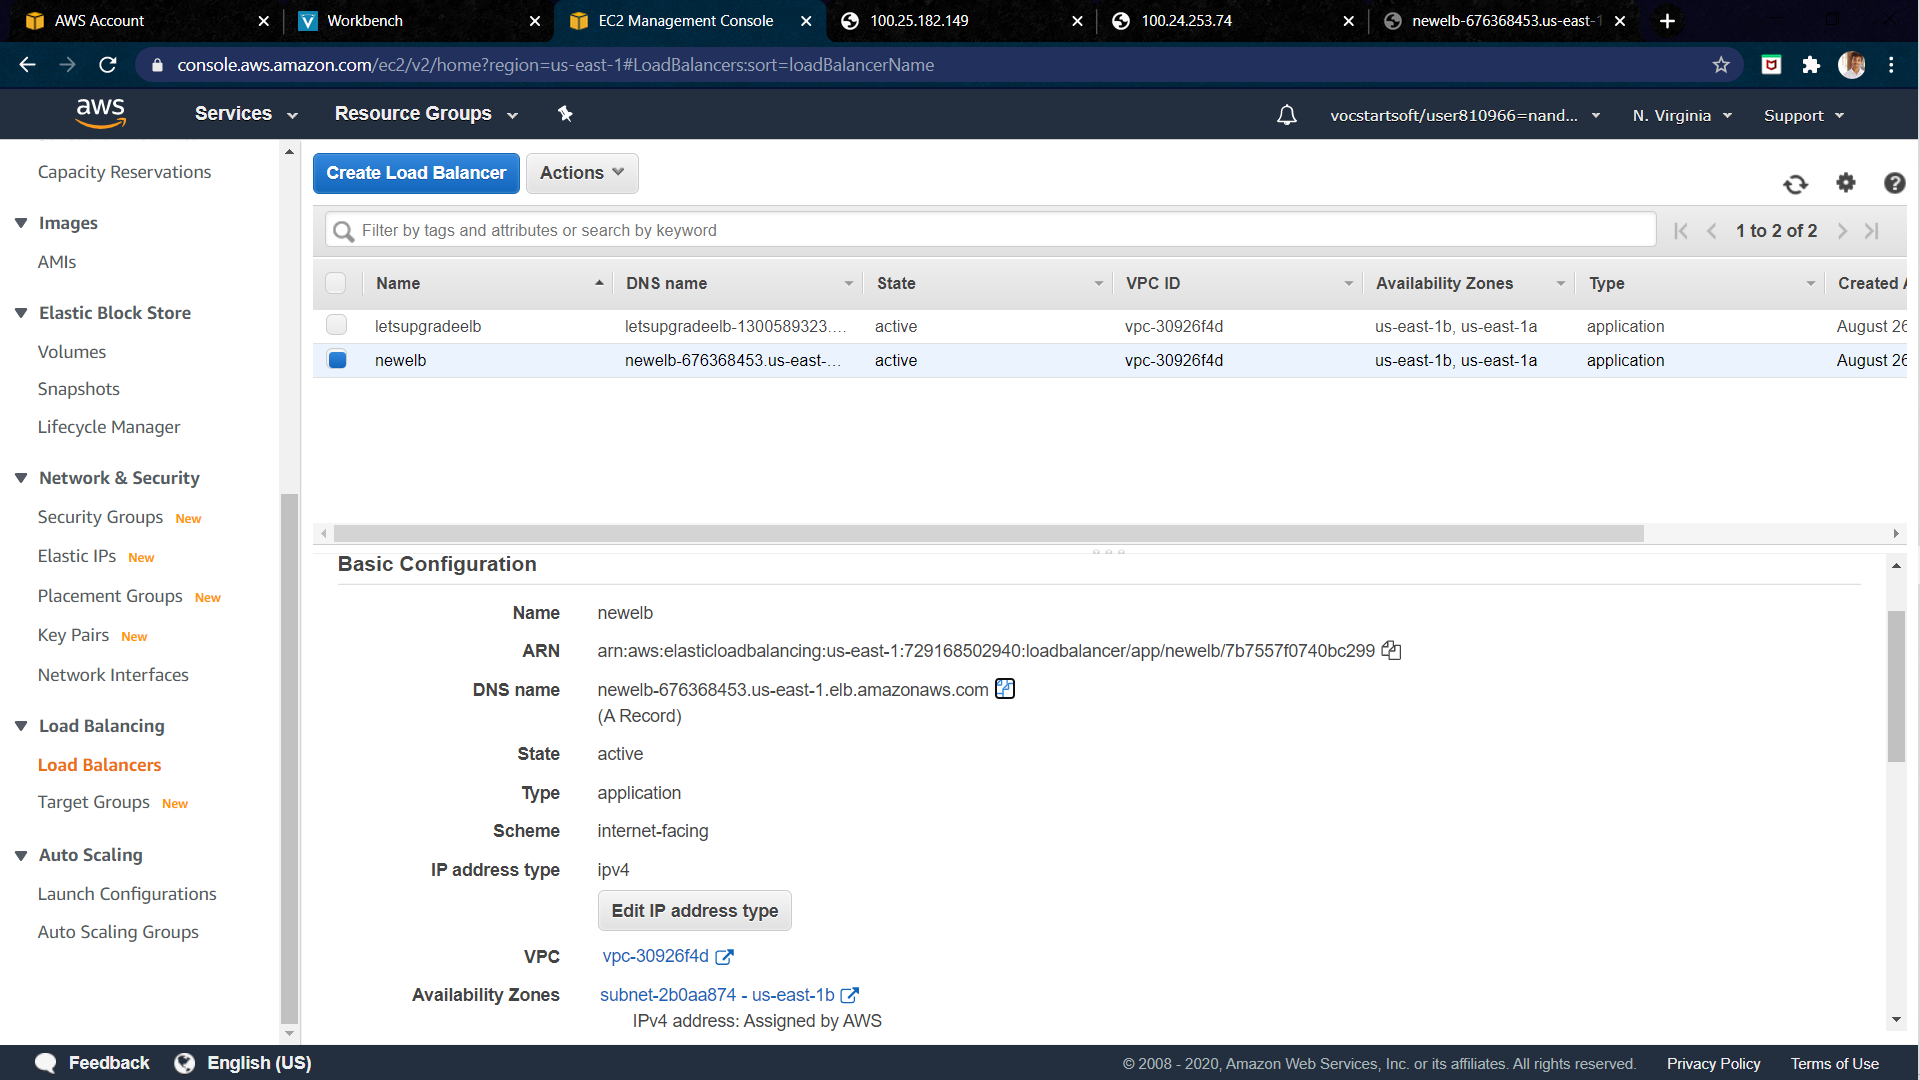 AWS Account
Workbench
EC2 Management Console
100.25.182.149
100.24.253.74
newelb-676368453.us-east-1
console.aws.amazon.com/ec2/v2/home?region=us-east-1#LoadBalancers:sort=loadBalancerName
aws
Services
Resource Groups
vocstartsoft/user810966=nand...
N. Virginia
Support
Capacity Reservations
Images
AMIs
Elastic Block Store
Volumes
Snapshots
Lifecycle Manager
Network & Security
Security Groups New
Elastic IPs New
Placement Groups New
Key Pairs New
Network Interfaces
Load Balancing
Load Balancers
Target Groups New
Auto Scaling
Launch Configurations
Auto Scaling Groups
Create Load Balancer
Actions
Filter by tags and attributes or search by keyword
1 to 2 of 2
Name DNS name State VPC ID Availability Zones Type Created A
letsupgradeelb letsupgradeelb-1300589323.... active vpc-30926f4d us-east-1b, us-east-1a application August 26
newelb newelb-676368453.us-east-... active vpc-30926f4d us-east-1b, us-east-1a application August 26
Basic Configuration
Name newelb
ARN arn:aws:elasticloadbalancing:us-east-1:729168502940:loadbalancer/app/newelb/7b7557f0740bc299
DNS name newelb-676368453.us-east-1.elb.amazonaws.com
(A Record)
State active
Type application
Scheme internet-facing
IP address type ipv4
Edit IP address type
VPC vpc-30926f4d
Availability Zones subnet-2b0aa874 - us-east-1b
IPv4 address: Assigned by AWS
Feedback
English (US)
© 2008 - 2020, Amazon Web Services, Inc. or its affiliates. All rights reserved.
Privacy Policy
Terms of Use